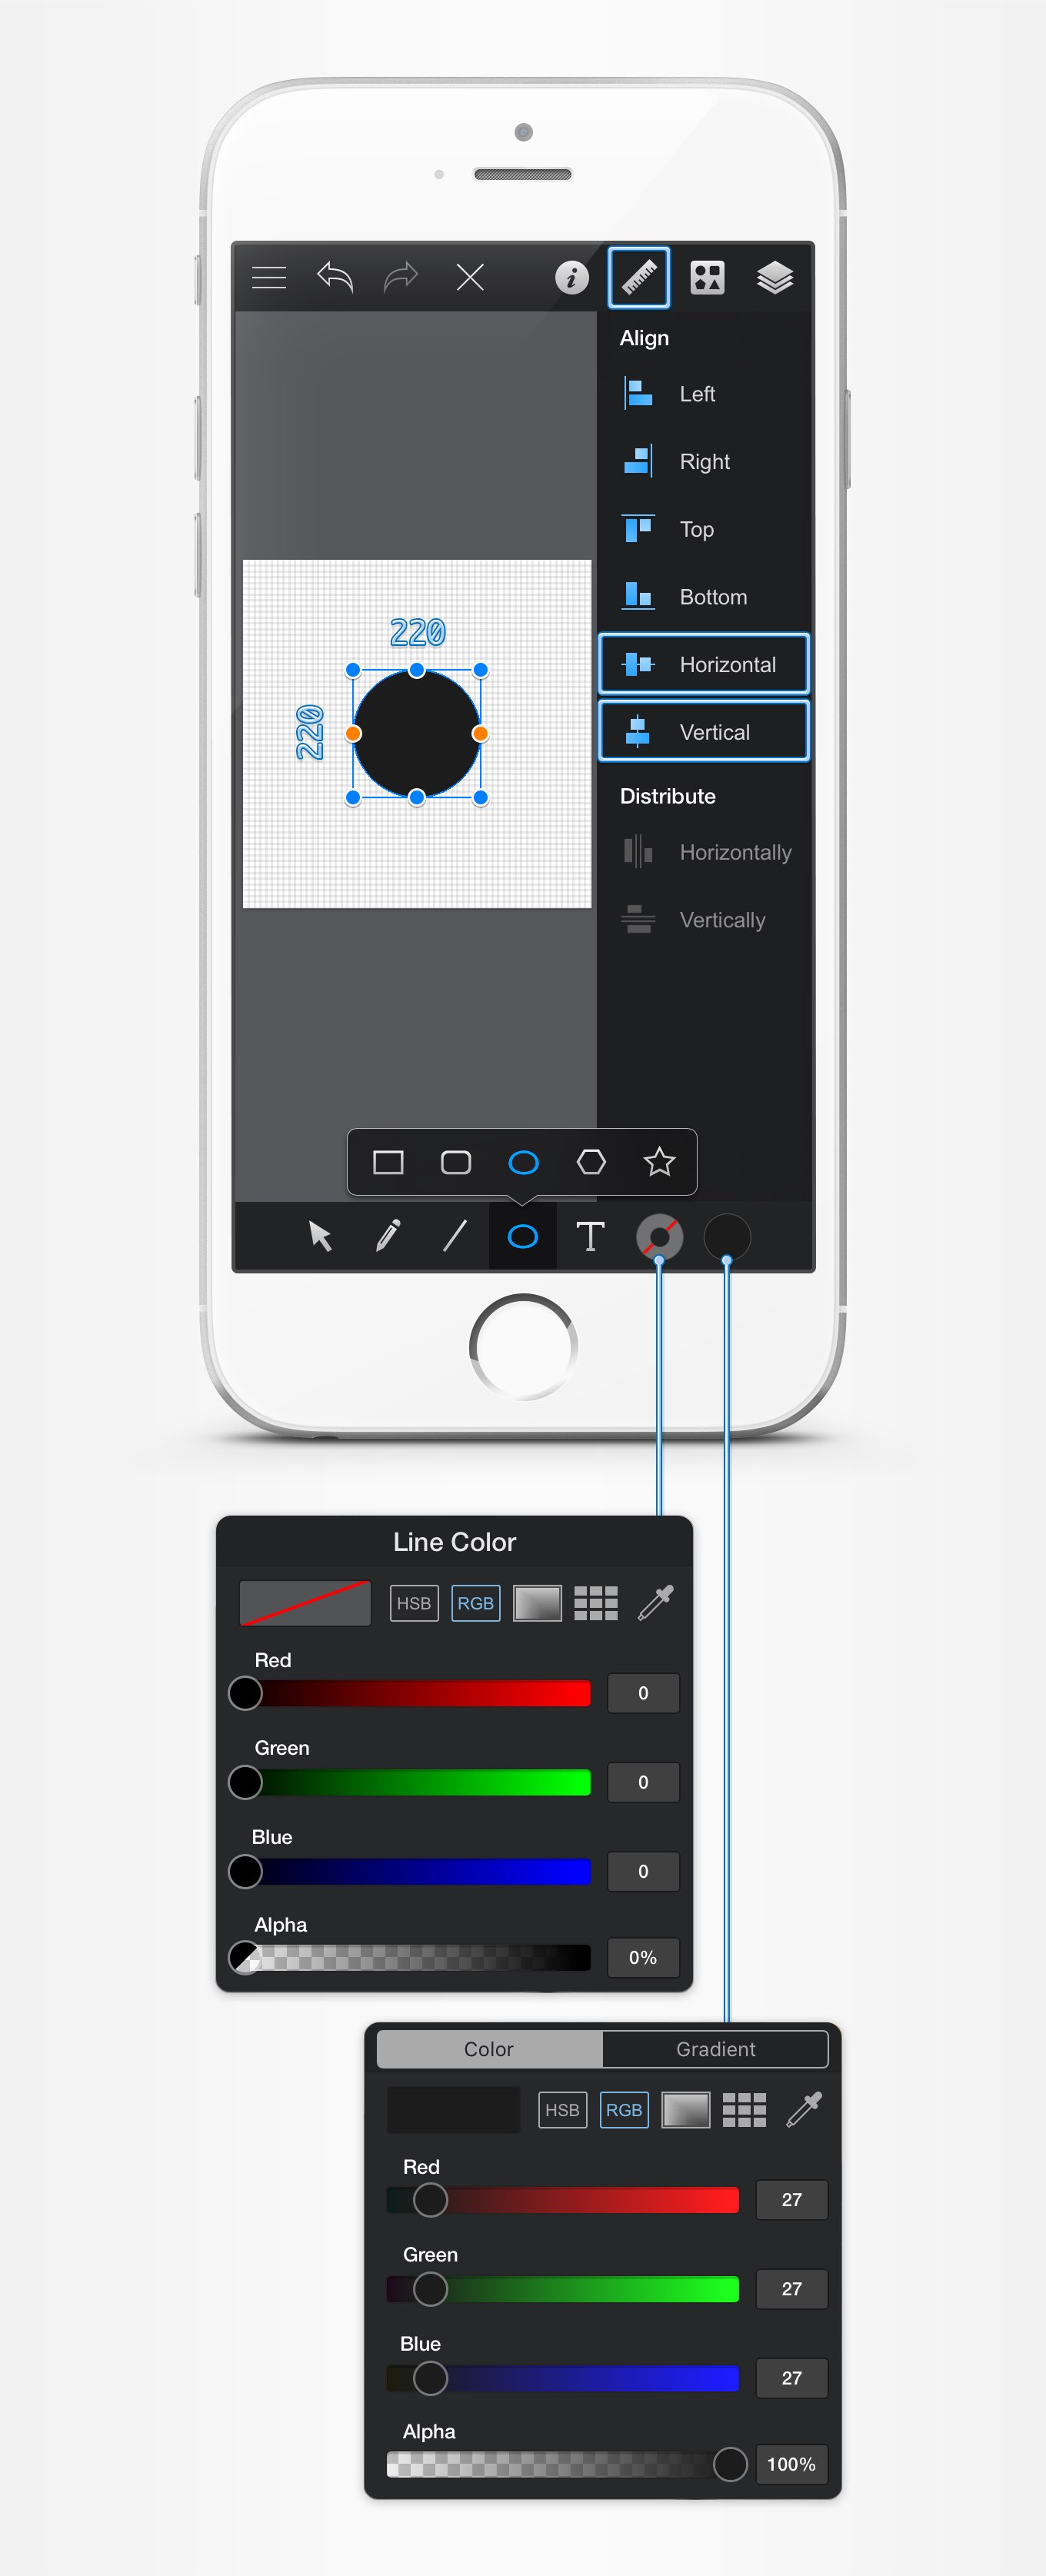 Align
Left
Right
Top
Bottom
220
Horizontal
220
Vertical
Distribute
Horizontally
Vertically
T
Line Color
HSB RGB
Red
0
Green
0
Blue
0
Alpha
0%
Color Gradient
HSB RGB
Red
27
Green
27
Blue
27
Alpha
100%